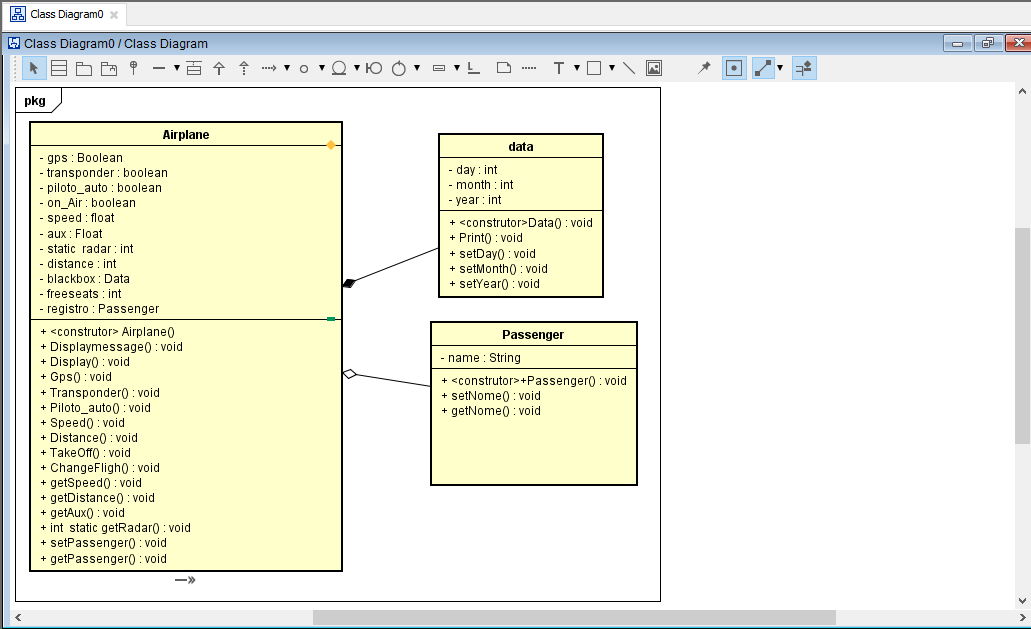 Class Diagram0
Class Diagram0 / Class Diagram
pkg
Airplane
- gps : Boolean
- transponder : boolean
- piloto_auto : boolean
- on_Air : boolean
- speed : float
- aux : Float
- static radar : int
- distance : int
- blackbox : Data
- freeseats : int
- registro : Passenger
+ <construtor> Airplane()
+ Displaymessage() : void
+ Display() : void
+ Gps() : void
+ Transponder() : void
+ Piloto_auto() : void
+ Speed() : void
+ Distance() : void
+ TakeOff() : void
+ ChangeFligh() : void
+ getSpeed() : void
+ getDistance() : void
+ getAux() : void
+ int static getRadar() : void
+ setPassenger() : void
+ getPassenger() : void
data
- day : int
- month : int
- year : int
+ <construtor>Data() : void
+ Print() : void
+ setDay() : void
+ setMonth() : void
+ setYear() : void
Passenger
- name : String
+ <construtor>+Passenger() : void
+ setNome() : void
+ getNome() : void